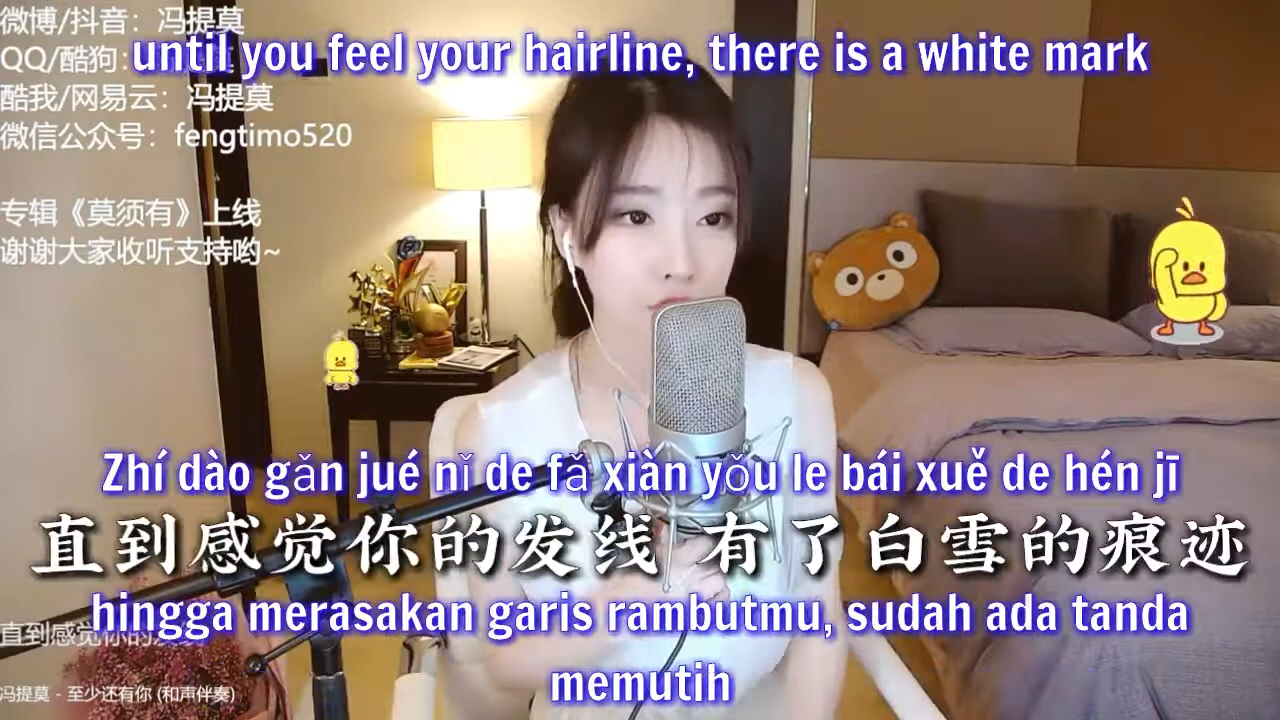 微博/抖音：冯提莫
QQ/酷狗：
until you feel your hairline, there is a white mark
酷我/网易云：冯提莫
微信公众号：fengtimo520
专辑《莫须有》上线
谢谢大家收听支持哟~
Zhí dào gǎn jué nǐ de fǎ xiàn yǒu le bái xuě de hén jī
直到感觉你的发线 有了白雪的痕迹
hingga merasakan garis rambutmu, sudah ada tanda
直到感觉你的发线
memutih
冯提莫 - 至少还有你 (和声伴奏)